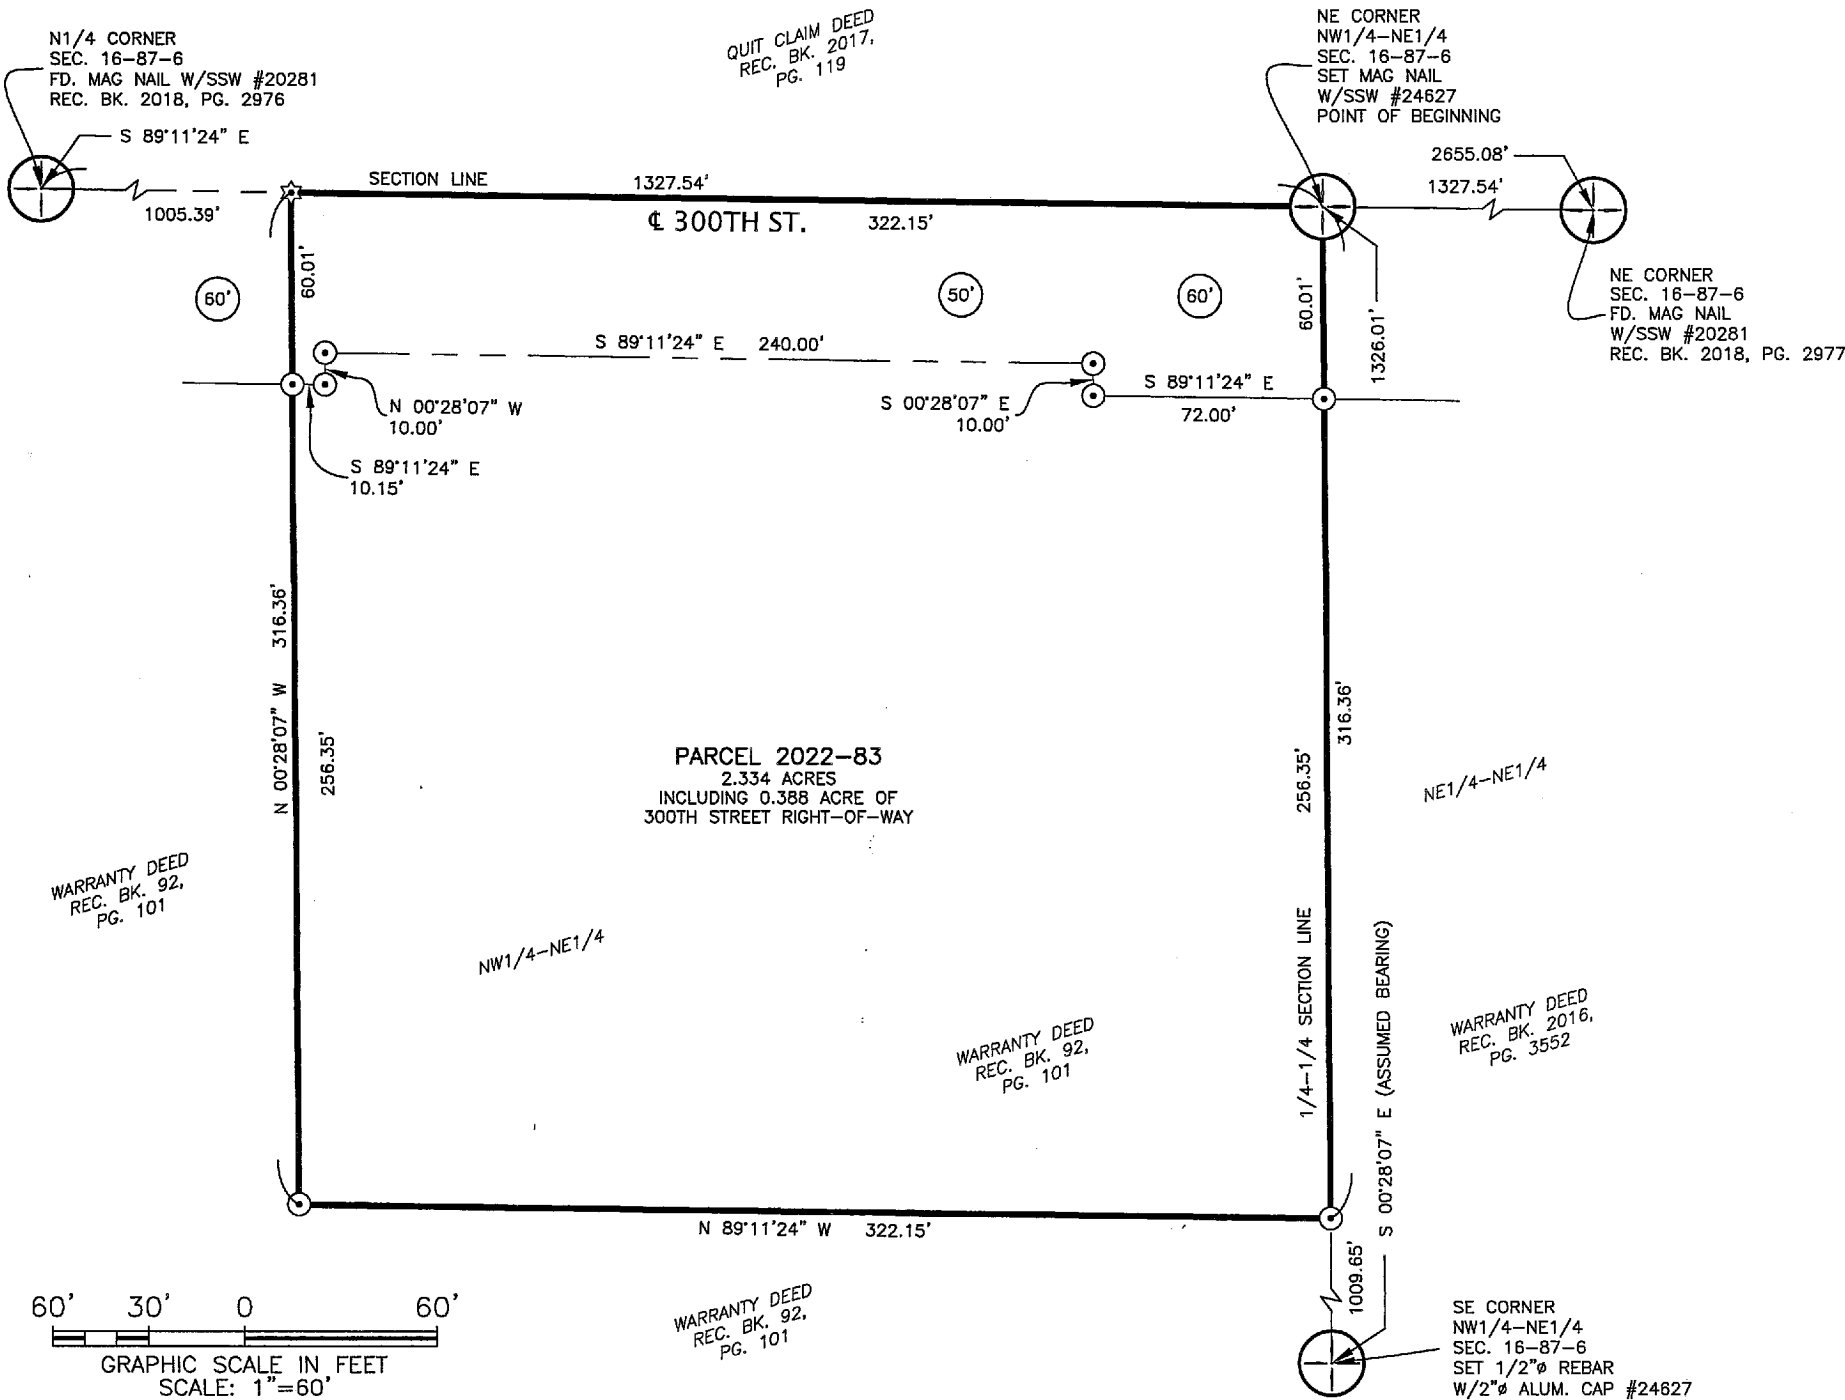 N1/4 CORNER
SEC. 16-87-6
FD. MAG NAIL W/SSW #20281
REC. BK. 2018, PG. 2976
S 89°11'24" E
QUIT CLAIM DEED
REC. BK. 2017,
PG. 119
NE CORNER
NW1/4-NE1/4
SEC. 16-87-6
SET MAG NAIL
W/SSW #24627
POINT OF BEGINNING
2655.08'
1327.54'
1005.39'
SECTION LINE
1327.54'
℄ 300TH ST.
322.15'
NE CORNER
SEC. 16-87-6
FD. MAG NAIL
W/SSW #20281
REC. BK. 2018, PG. 2977
60.01'
60'
50'
60'
60.01'
1326.01'
S 89°11'24" E 240.00'
N 00°28'07" W
10.00'
S 00°28'07" E
10.00'
S 89°11'24" E
72.00'
S 89°11'24" E
10.15'
N 00°28'07" W 316.36'
256.35'
PARCEL 2022-83
2.334 ACRES
INCLUDING 0.388 ACRE OF
300TH STREET RIGHT-OF-WAY
316.36'
256.35'
NE1/4-NE1/4
WARRANTY DEED
REC. BK. 92,
PG. 101
NW1/4-NE1/4
WARRANTY DEED
REC. BK. 92,
PG. 101
1/4-1/4 SECTION LINE
S 00°28'07" E (ASSUMED BEARING)
WARRANTY DEED
REC. BK. 2016,
PG. 3552
N 89°11'24" W 322.15'
1009.65'
WARRANTY DEED
REC. BK. 92,
PG. 101
60' 30' 0 60'
GRAPHIC SCALE IN FEET
SCALE: 1"=60'
SE CORNER
NW1/4-NE1/4
SEC. 16-87-6
SET 1/2"ø REBAR
W/2"ø ALUM. CAP #24627